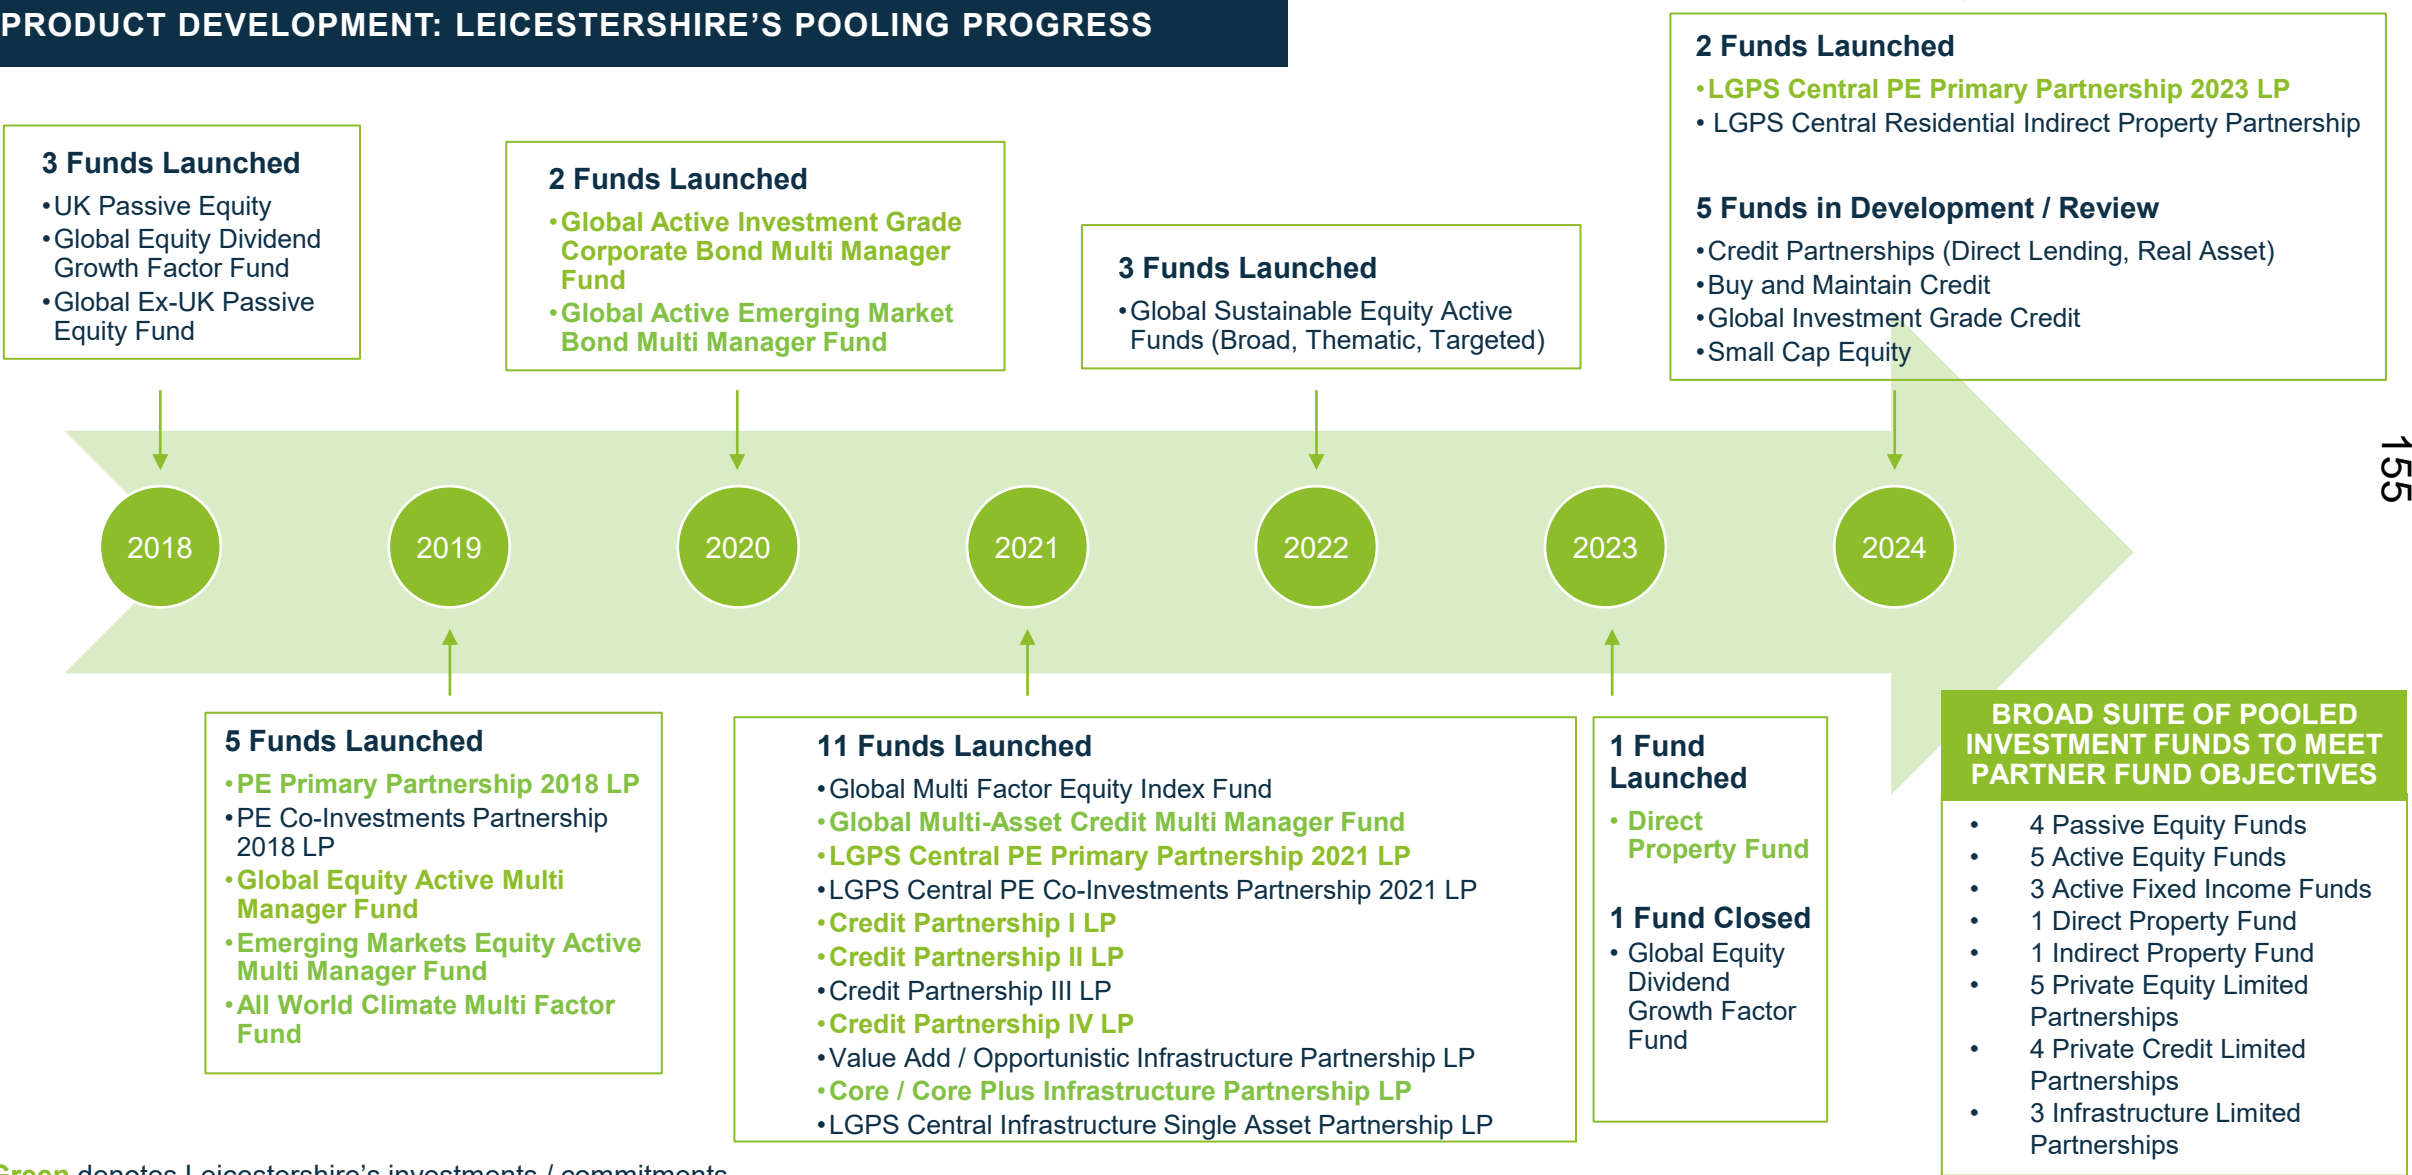 PRODUCT DEVELOPMENT: LEICESTERSHIRE'S POOLING PROGRESS
3 Funds Launched
•UK Passive Equity
•Global Equity Dividend
Growth Factor Fund
•Global Ex-UK Passive
Equity Fund
2 Funds Launched
•Global Active Investment Grade
Corporate Bond Multi Manager
Fund
•Global Active Emerging Market
Bond Multi Manager Fund
3 Funds Launched
•Global Sustainable Equity Active
Funds (Broad, Thematic, Targeted)
2 Funds Launched
•LGPS Central PE Primary Partnership 2023 LP
• LGPS Central Residential Indirect Property Partnership
5 Funds in Development / Review
•Credit Partnerships (Direct Lending, Real Asset)
•Buy and Maintain Credit
•Global Investment Grade Credit
•Small Cap Equity
155
2018
2019
2020
2021
2022
2023
2024
5 Funds Launched
•PE Primary Partnership 2018 LP
•PE Co-Investments Partnership
2018 LP
•Global Equity Active Multi
Manager Fund
•Emerging Markets Equity Active
Multi Manager Fund
•All World Climate Multi Factor
Fund
11 Funds Launched
•Global Multi Factor Equity Index Fund
•Global Multi-Asset Credit Multi Manager Fund
•LGPS Central PE Primary Partnership 2021 LP
•LGPS Central PE Co-Investments Partnership 2021 LP
•Credit Partnership I LP
•Credit Partnership II LP
•Credit Partnership III LP
•Credit Partnership IV LP
•Value Add / Opportunistic Infrastructure Partnership LP
•Core / Core Plus Infrastructure Partnership LP
•LGPS Central Infrastructure Single Asset Partnership LP
1 Fund
Launched
• Direct
Property Fund
1 Fund Closed
• Global Equity
Dividend
Growth Factor
Fund
BROAD SUITE OF POOLED
INVESTMENT FUNDS TO MEET
PARTNER FUND OBJECTIVES
• 4 Passive Equity Funds
• 5 Active Equity Funds
• 3 Active Fixed Income Funds
• 1 Direct Property Fund
• 1 Indirect Property Fund
• 5 Private Equity Limited
Partnerships
• 4 Private Credit Limited
Partnerships
• 3 Infrastructure Limited
Partnerships
Green denotes Leicestershire's investments / commitments